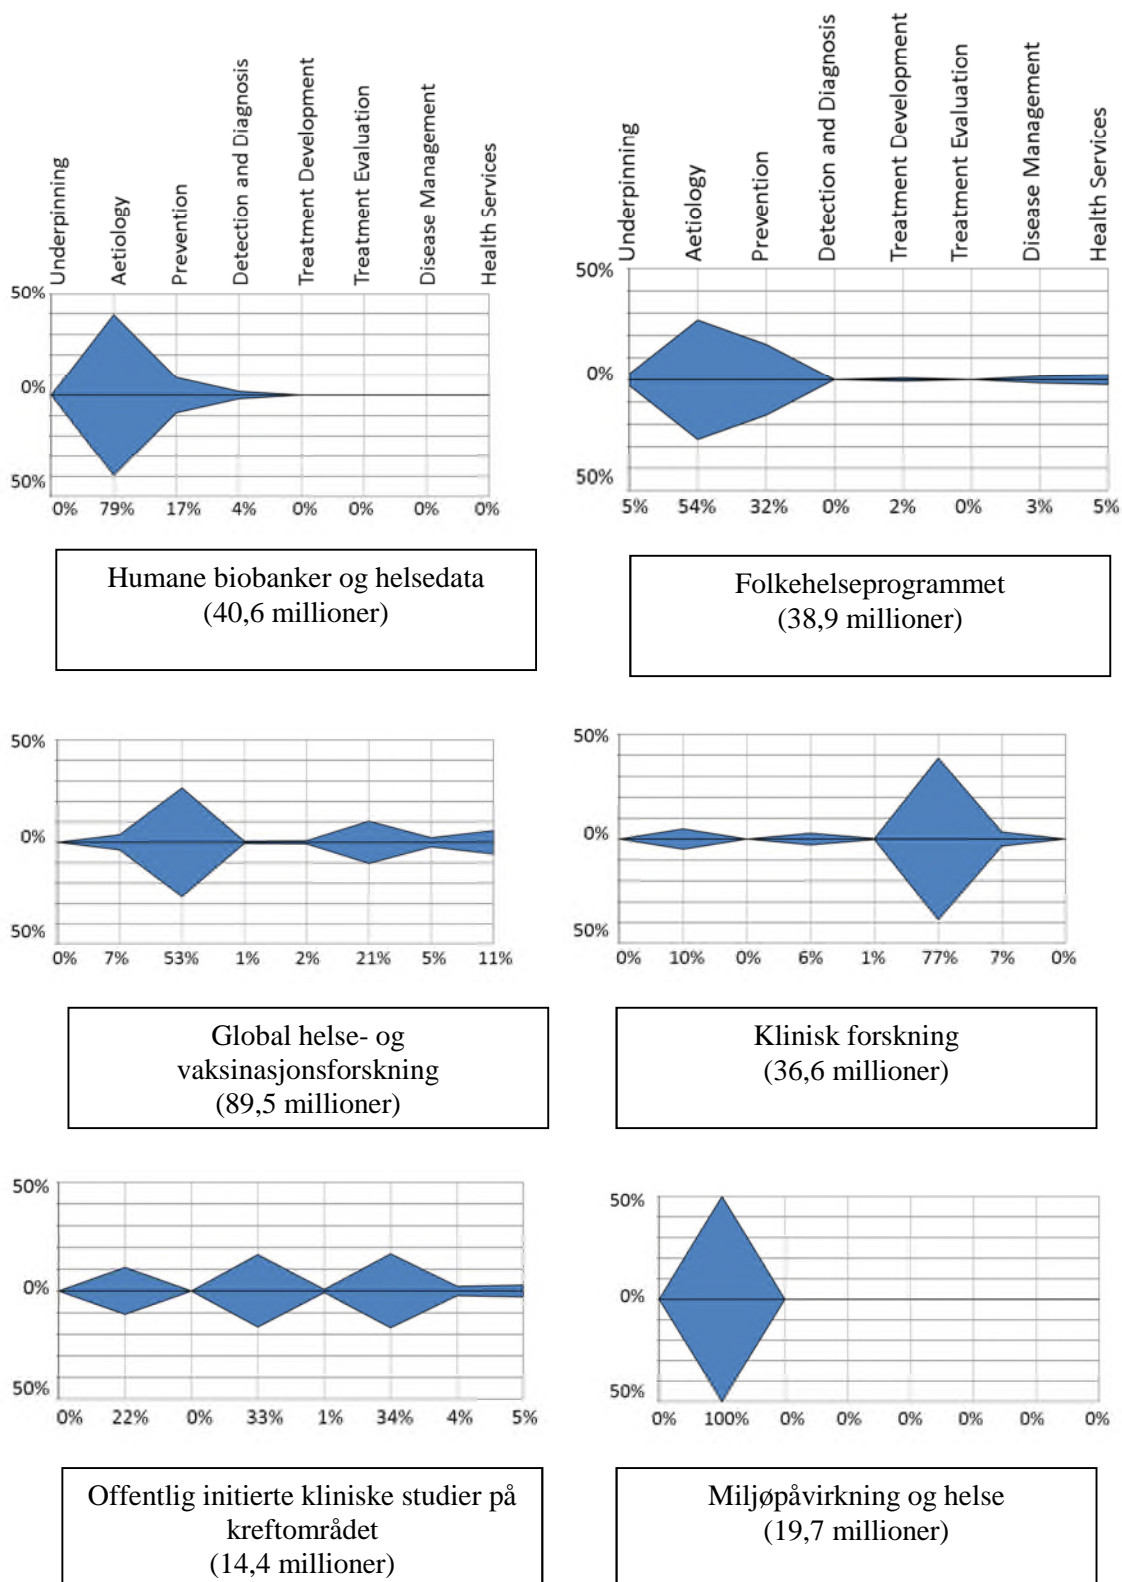 Underpinning
Aetiology
Prevention
Detection and Diagnosis
Treatment Development
Treatment Evaluation
Disease Management
Health Services
50%
0%
50%
0% 79% 17% 4% 0% 0% 0% 0%
Humane biobanker og helsedata
(40,6 millioner)
Underpinning
Aetiology
Prevention
Detection and Diagnosis
Treatment Development
Treatment Evaluation
Disease Management
Health Services
50%
0%
50%
5% 54% 32% 0% 2% 0% 3% 5%
Folkehelseprogrammet
(38,9 millioner)
50%
0%
50%
0% 7% 53% 1% 2% 21% 5% 11%
Global helse- og
vaksinasjonsforskning
(89,5 millioner)
50%
0%
50%
0% 10% 0% 6% 1% 77% 7% 0%
Klinisk forskning
(36,6 millioner)
50%
0%
50%
0% 22% 0% 33% 1% 34% 4% 5%
Offentlig initierte kliniske studier på
kreftområdet
(14,4 millioner)
50%
0%
50%
0% 100% 0% 0% 0% 0% 0% 0%
Miljøpåvirkning og helse
(19,7 millioner)